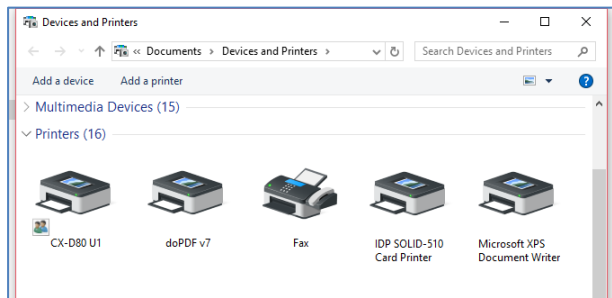 Devices and Printers
« Documents > Devices and Printers >
Search Devices and Printers
Add a device Add a printer
Multimedia Devices (15)
Printers (16)
CX-D80 U1
doPDF v7
Fax
IDP SOLID-510
Card Printer
Microsoft XPS
Document Writer